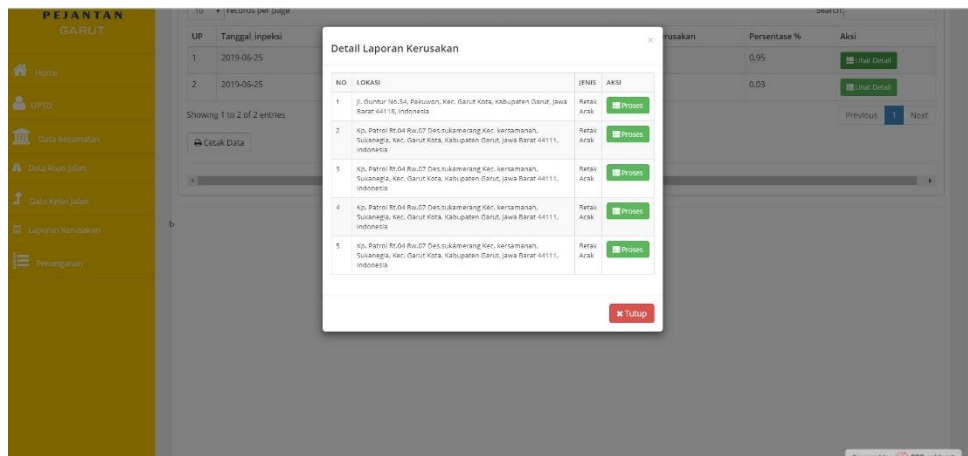 PEJANTAN
GARUT
Home
UPTD
Data Kecamatan
Data Ruas Jalan
Data Kelas Jalan
Laporan Kerusakan
Penanganan
10 records per page
Search:
UP Tanggal inpeksi rusakan Persentase % Aksi
1 2019-06-25 0.95 Lihat Detail
2 2019-06-25 0.03 Lihat Detail
Showing 1 to 2 of 2 entries
Previous 1 Next
Cetak Data
b
Detail Laporan Kerusakan
×
NO LOKASI JENIS AKSI
1 Jl. Guntur No.34, Pakuwon, Kec. Garut Kota, Kabupaten Garut, Jawa Retak Proses
Barat 44118, Indonesia Acak
2 Kp. Patrol Rt.04 Rw.07 Des.sukamerang Kec. kersamanah, Retak Proses
Sukanegla, Kec. Garut Kota, Kabupaten Garut, Jawa Barat 44111, Acak
Indonesia
3 Kp. Patrol Rt.04 Rw.07 Des.sukamerang Kec. kersamanah, Retak Proses
Sukanegla, Kec. Garut Kota, Kabupaten Garut, Jawa Barat 44111, Acak
Indonesia
4 Kp. Patrol Rt.04 Rw.07 Des.sukamerang Kec. kersamanah, Retak Proses
Sukanegla, Kec. Garut Kota, Kabupaten Garut, Jawa Barat 44111, Acak
Indonesia
5 Kp. Patrol Rt.04 Rw.07 Des.sukamerang Kec. kersamanah, Retak Proses
Sukanegla, Kec. Garut Kota, Kabupaten Garut, Jawa Barat 44111, Acak
Indonesia
Tutup